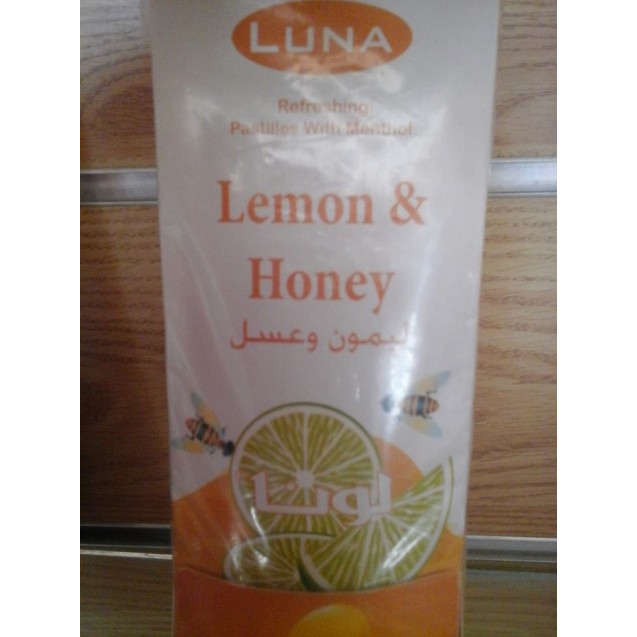 LUNA
Refreshing
Pastilles With Menthol
Lemon &
Honey
ليمون وعسل
لونا